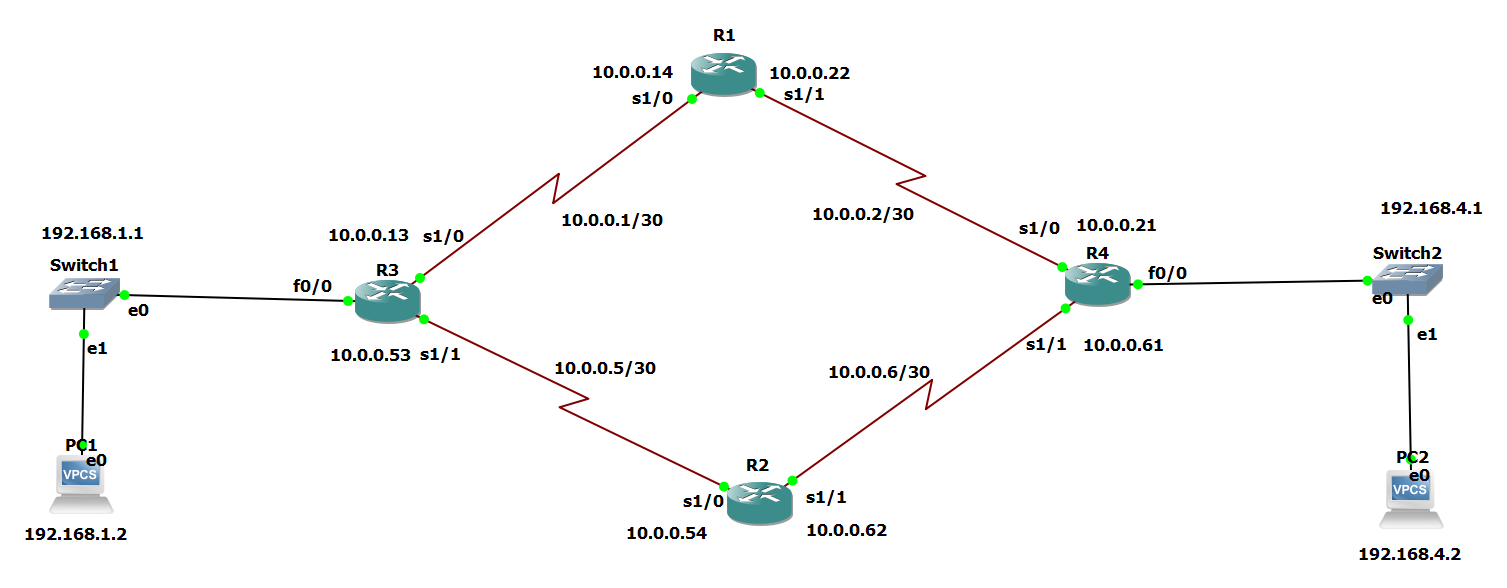 R1
10.0.0.14
10.0.0.22
s1/0
s1/1
10.0.0.1/30
10.0.0.2/30
192.168.4.1
192.168.1.1
10.0.0.13
s1/0
s1/0
10.0.0.21
Switch1
R3
R4
Switch2
f0/0
f0/0
e0
e0
e1
e1
10.0.0.53
s1/1
s1/1
10.0.0.61
10.0.0.5/30
10.0.0.6/30
PC1
e0
VPCS
192.168.1.2
R2
s1/0
s1/1
10.0.0.54
10.0.0.62
PC2
e0
VPCS
192.168.4.2